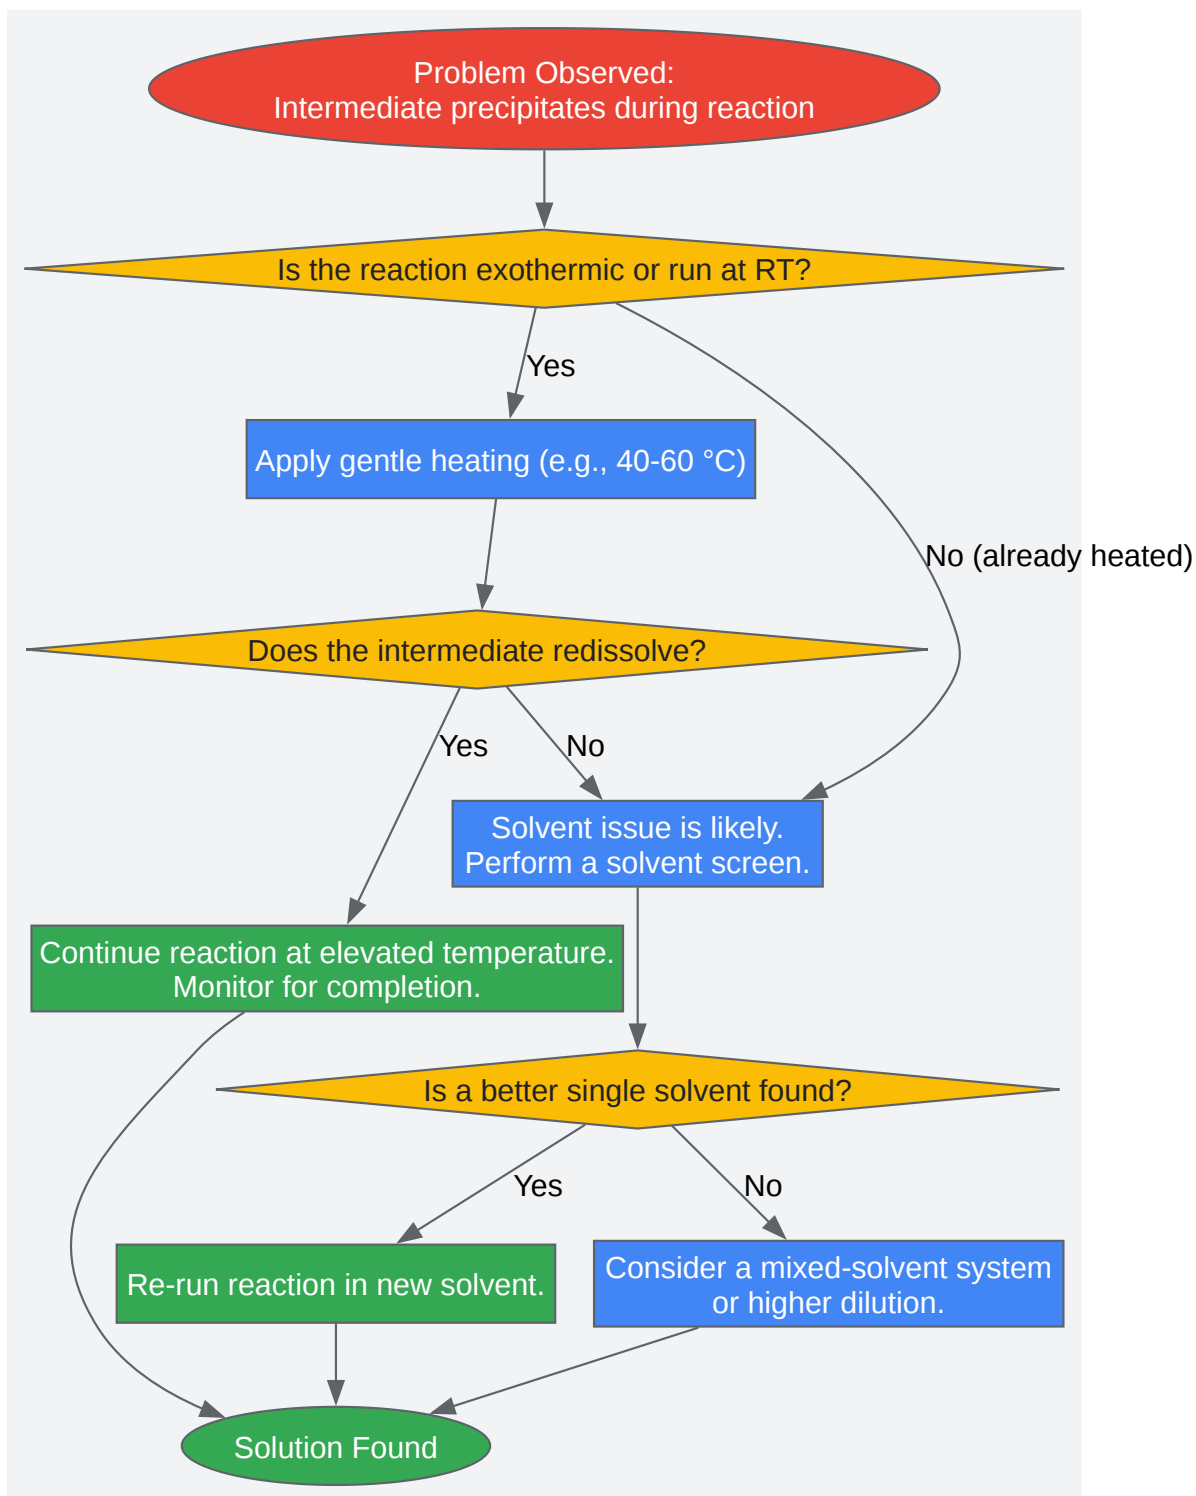 Problem Observed:
Intermediate precipitates during reaction
Is the reaction exothermic or run at RT?
Yes
Apply gentle heating (e.g., 40-60 °C)
No (already heated)
Does the intermediate redissolve?
Yes
No
Solvent issue is likely.
Perform a solvent screen.
Continue reaction at elevated temperature.
Monitor for completion.
Is a better single solvent found?
Yes
No
Re-run reaction in new solvent.
Consider a mixed-solvent system
or higher dilution.
Solution Found